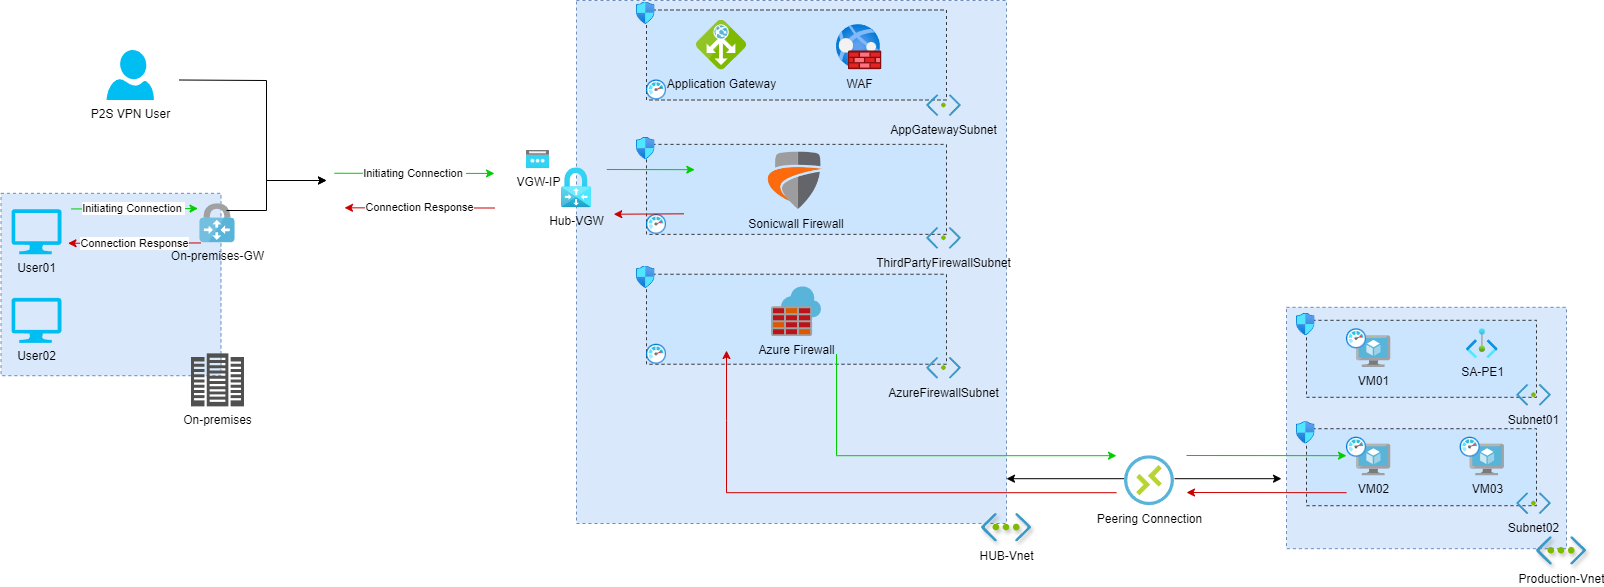 P2S VPN User
Initiating Connection
Connection Response
User01
On-premises-GW
User02
On-premises
Initiating Connection
Connection Response
VGW-IP
Hub-VGW
Application Gateway
WAF
AppGatewaySubnet
Sonicwall Firewall
ThirdPartyFirewallSubnet
Azure Firewall
AzureFirewallSubnet
HUB-Vnet
Peering Connection
VM01
SA-PE1
Subnet01
VM02
VM03
Subnet02
Production-Vnet